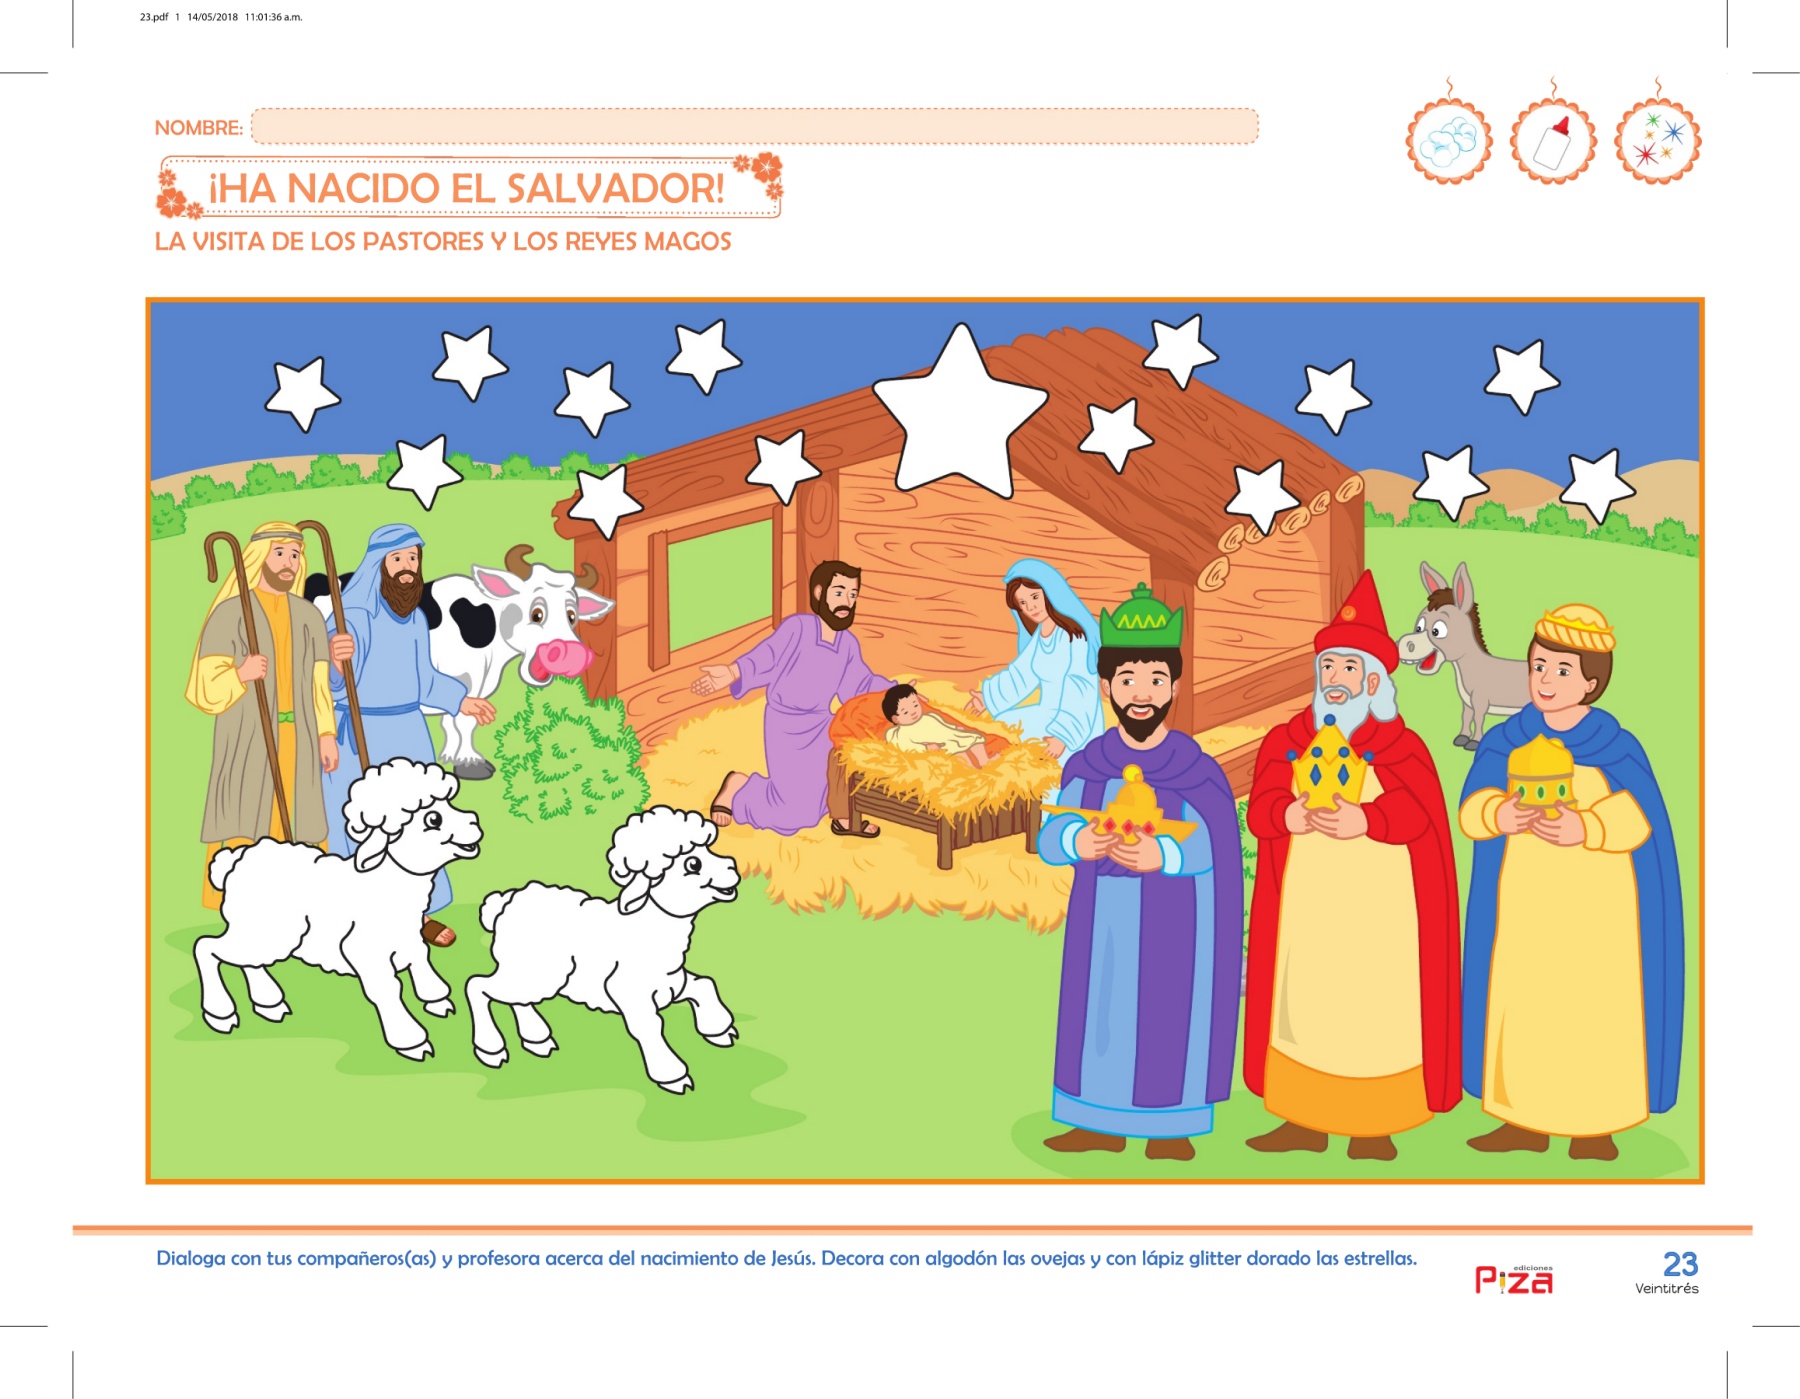 23.pdf 1 14/05/2018 11:01:36 a.m.
NOMBRE:
¡HA NACIDO EL SALVADOR!
LA VISITA DE LOS PASTORES Y LOS REYES MAGOS
Dialoga con tus compañeros(as) y profesora acerca del nacimiento de Jesús. Decora con algodón las ovejas y con lápiz glitter dorado las estrellas.
ediciones
Piza
23
Veintitrés